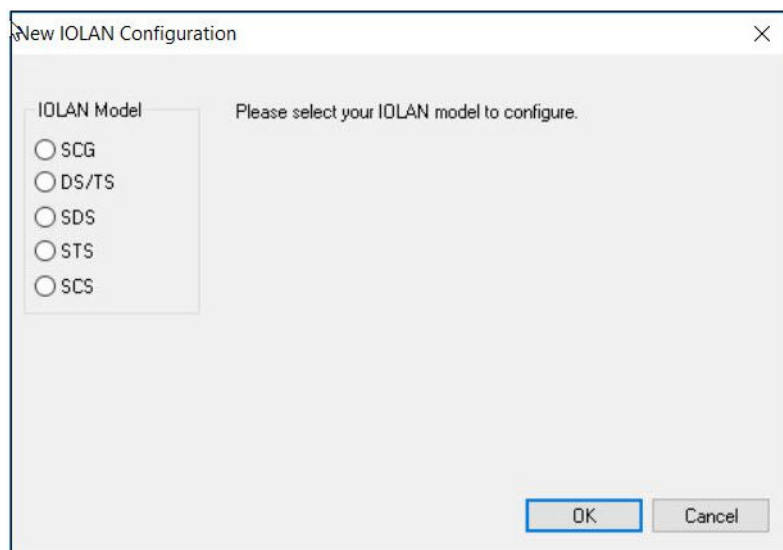 New IOLAN Configuration
IOLAN Model
Please select your IOLAN model to configure.
SCG
DS/TS
SDS
STS
SCS
OK
Cancel